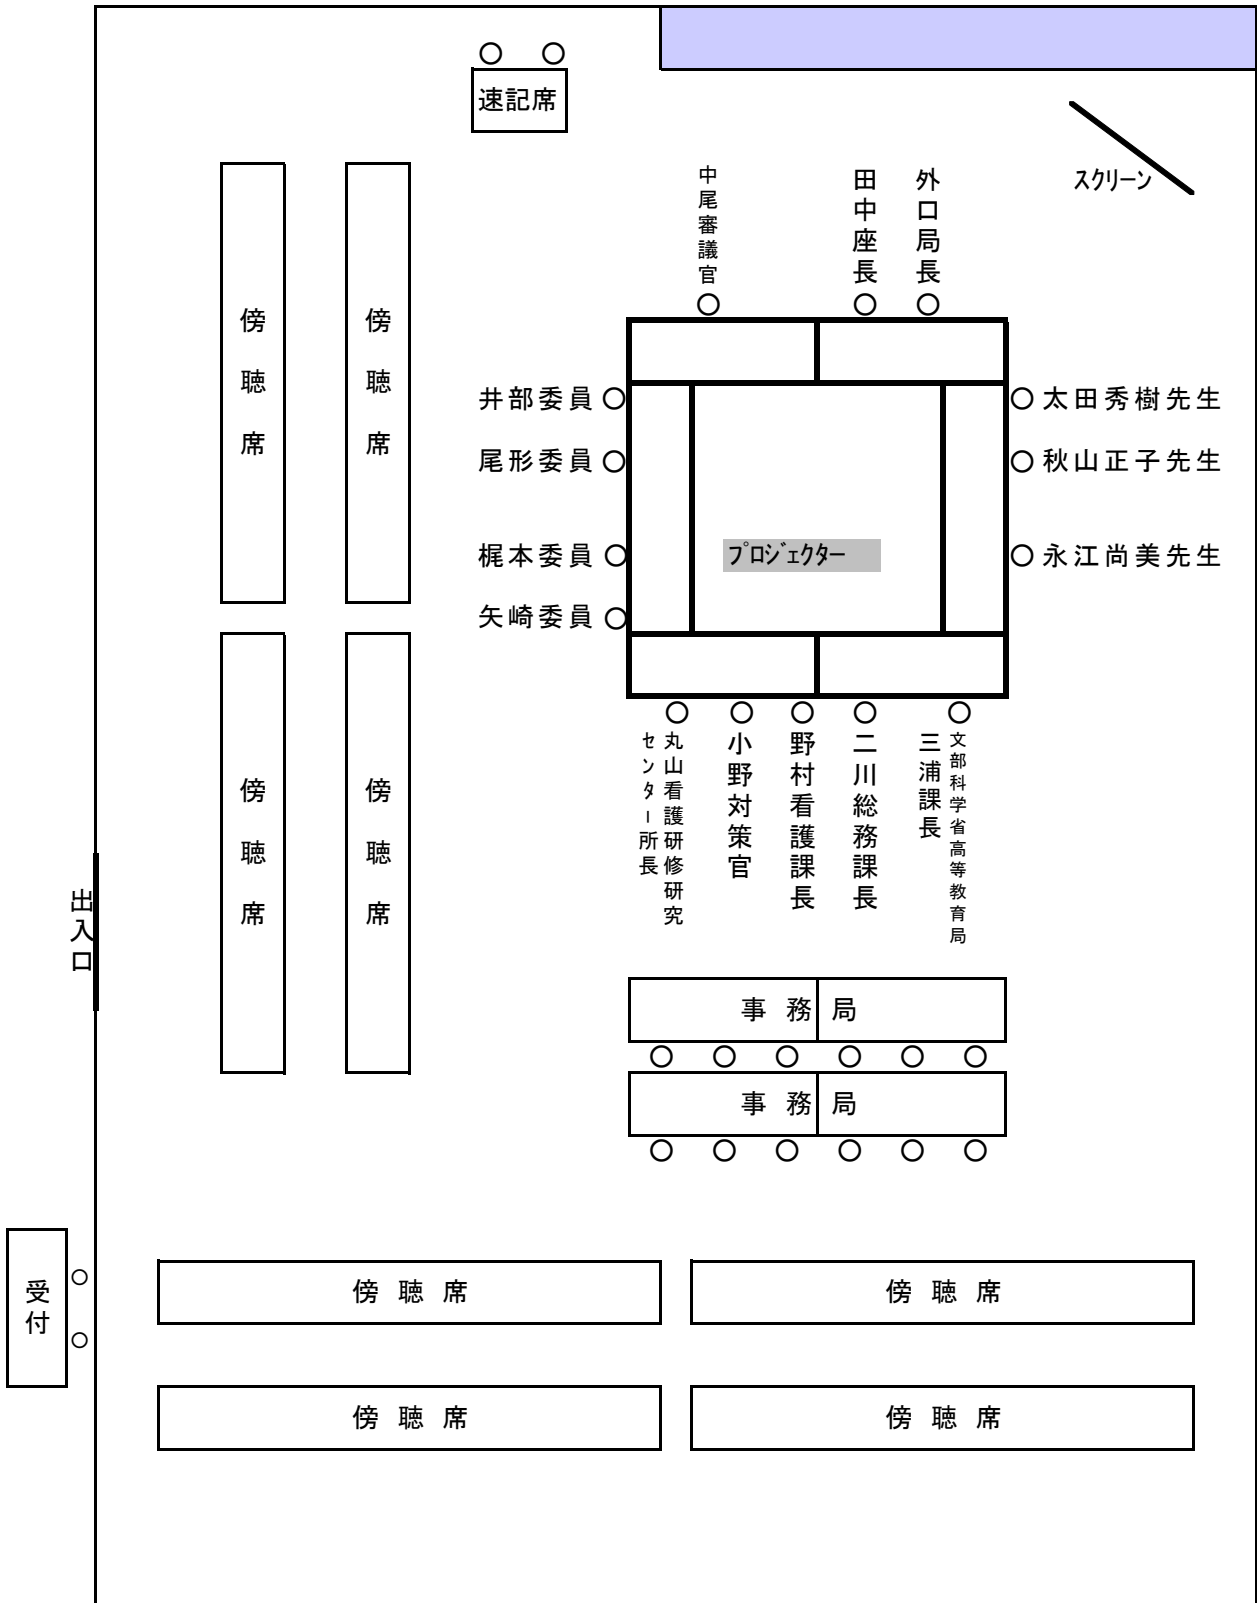 速記席
スクリーン
中尾審議官
田中座長
外口局長
傍聴席
傍聴席
井部委員
尾形委員
梶本委員
矢崎委員
プロジェクター
太田秀樹先生
秋山正子先生
永江尚美先生
丸山看護研修研究
センター所長
小野対策官
野村看護課長
二川総務課長
文部科学省高等教育局
三浦課長
傍聴席
傍聴席
出入口
事務局
事務局
受付
傍聴席
傍聴席
傍聴席
傍聴席